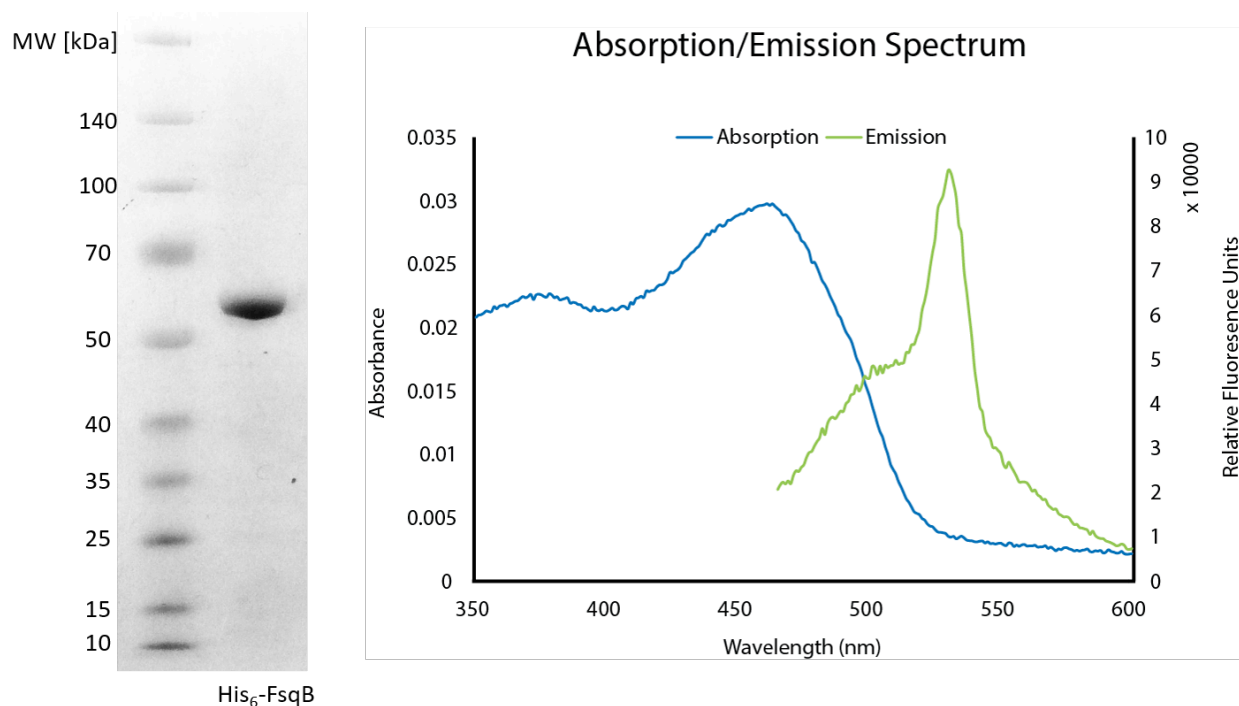 MW [kDa]
140
100
70
50
40
35
25
15
10
His₆-FsqB
Absorption/Emission Spectrum
Absorption
Emission
0.035
0.03
0.025
0.02
0.015
0.01
0.005
0
Absorbance
10
9
8
7
6
5
4
3
2
1
0
x 10000
Relative Fluoresence Units
350 400 450 500 550 600
Wavelength (nm)